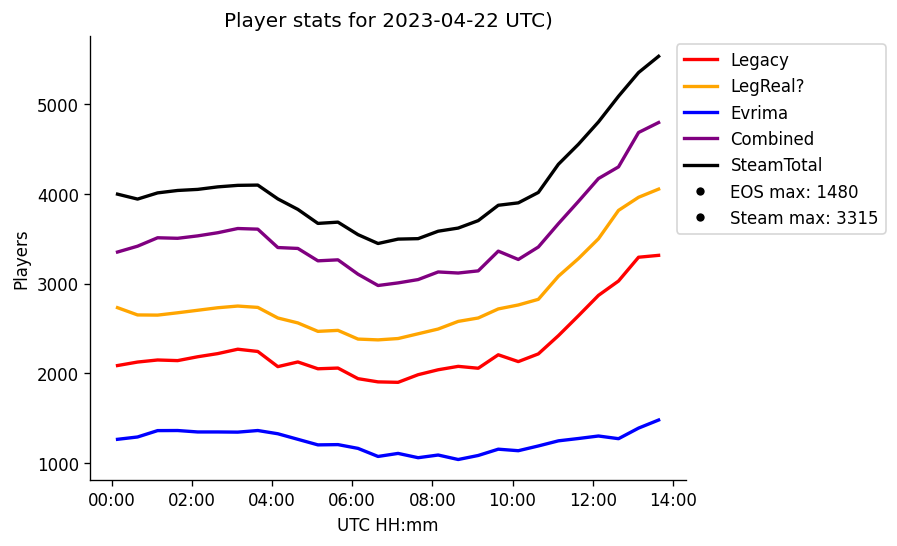 Player stats for 2023-04-22 UTC)
Legacy
LegReal?
Evrima
Combined
SteamTotal
EOS max: 1480
Steam max: 3315
Players
5000
4000
3000
2000
1000
00:00 02:00 04:00 06:00 08:00 10:00 12:00 14:00
UTC HH:mm